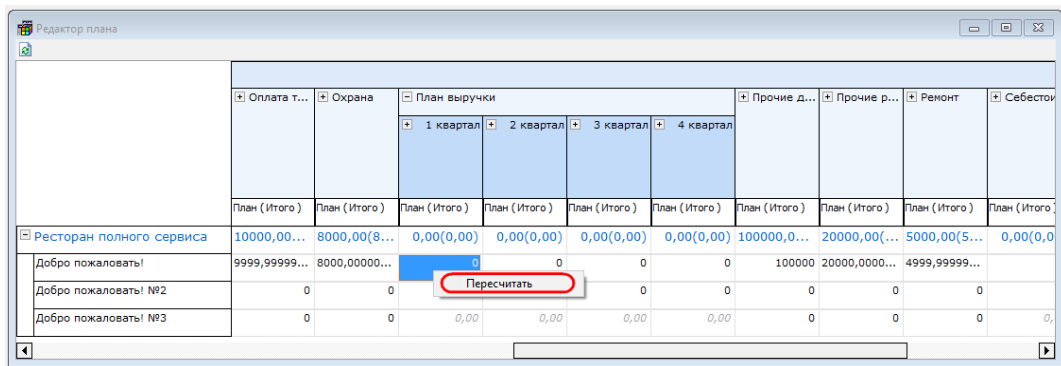 Редактор плана
Оплата т... Охрана План выручки Прочие д... Прочие р... Ремонт Себестои
1 квартал 2 квартал 3 квартал 4 квартал
План (Итого) План (Итого) План (Итого) План (Итого) План (Итого) План (Итого) План (Итого) План (Итого) План (Итого) План (Итого
Ресторан полного сервиса 10000,00... 8000,00(8... 0,00(0,00) 0,00(0,00) 0,00(0,00) 0,00(0,00) 100000,0... 20000,00(... 5000,00(5... 0,00(0,0
Добро пожаловать! 9999,99999... 8000,00000... 0 0 0 0 100000 20000,0000... 4999,99999...
Пересчитать
Добро пожаловать! №2 0 0 0 0 0 0 0
Добро пожаловать! №3 0 0 0,00 0,00 0,00 0,00 0 0 0 0,